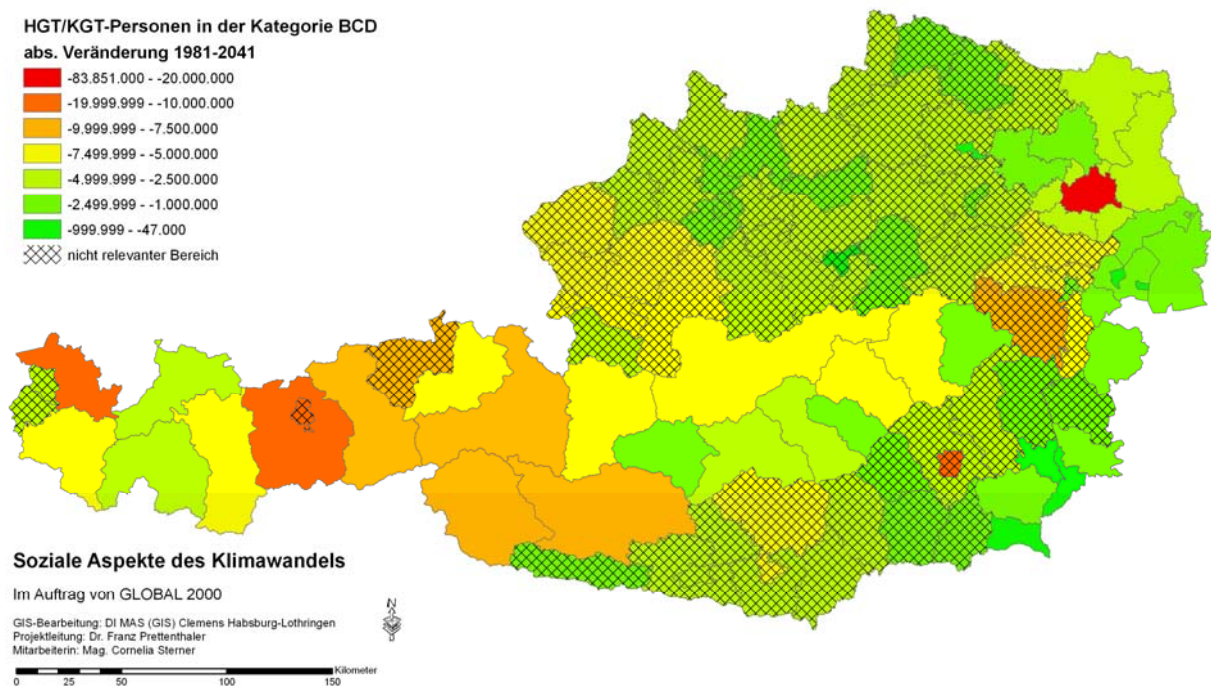 HGT/KGT-Personen in der Kategorie BCD
abs. Veränderung 1981-2041
-83.851.000 - -20.000.000
-19.999.999 - -10.000.000
-9.999.999 - -7.500.000
-7.499.999 - -5.000.000
-4.999.999 - -2.500.000
-2.499.999 - -1.000.000
-999.999 - -47.000
nicht relevanter Bereich
Soziale Aspekte des Klimawandels
Im Auftrag von GLOBAL 2000
GIS-Bearbeitung: DI MAS (GIS) Clemens Habsburg-Lothringen
Projektleitung: Dr. Franz Prettenthaler
Mitarbeiterin: Mag. Cornelia Sterner
N
Kilometer
0 25 50 100 150